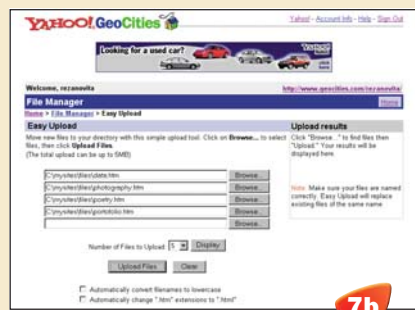 YAHOO! GeoCities
Yahoo! - Account Info - Help - Sign Out
Looking for a used car?
click here
Welcome, rezanovita
http://www.geocities.com/rezanovita/
File Manager
Home
Home > File Manager > Easy Upload
Easy Upload
Move new files to your directory with this simple upload tool. Click on Browse... to select
files, then click Upload Files.
(The total upload can be up to 5MB)
Upload results
Click "Browse..." to find files then
"Upload." Your results will be
displayed here.
C:\mysites\files\data.htm Browse...
C:\mysites\files\photography.htm Browse...
C:\mysites\files\poetry.htm Browse...
C:\mysites\files\portofolio.htm Browse...
Browse...
Note: Make sure your files are named
correctly. Easy Upload will replace
existing files of the same name
Number of Files to Upload: 5 Display
Upload Files Clear
Automatically convert filenames to lowercase
Automatically change ".htm" extensions to ".html"
7b